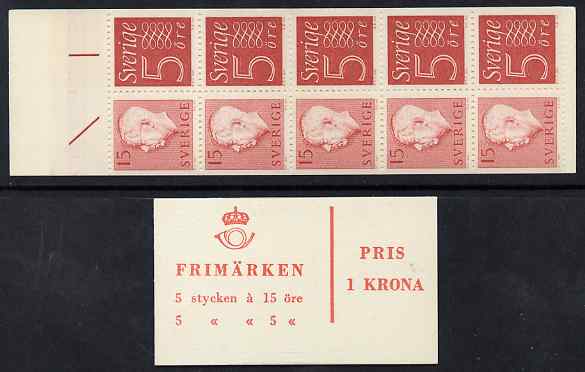 Sverige 5 öre
Sverige 5 öre
Sverige 5 öre
Sverige 5 öre
Sverige 5 öre
15 SVERIGE
15 SVERIGE
15 SVERIGE
15 SVERIGE
15 SVERIGE
FRIMÄRKEN
5 stycken à 15 öre
5 « « 5 «
PRIS
1 KRONA